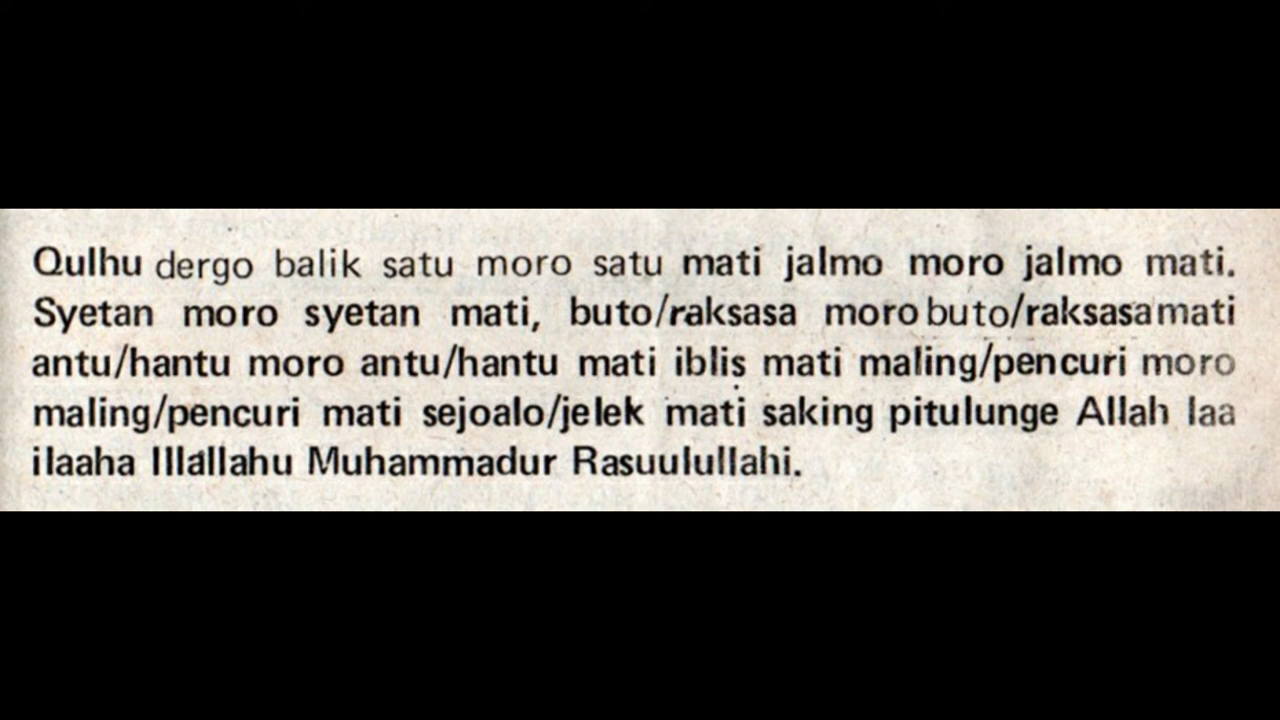 Qulhu dergo balik satu moro satu mati jalmo moro jalmo mati.
Syetan moro syetan mati, buto/raksasa moro buto/raksasa mati
antu/hantu moro antu/hantu mati iblis mati maling/pencuri moro
maling/pencuri mati sejoalo/jelek mati saking pitulunge Allah laa
ilaaha Illallahu Muhammadur Rasuulullahi.